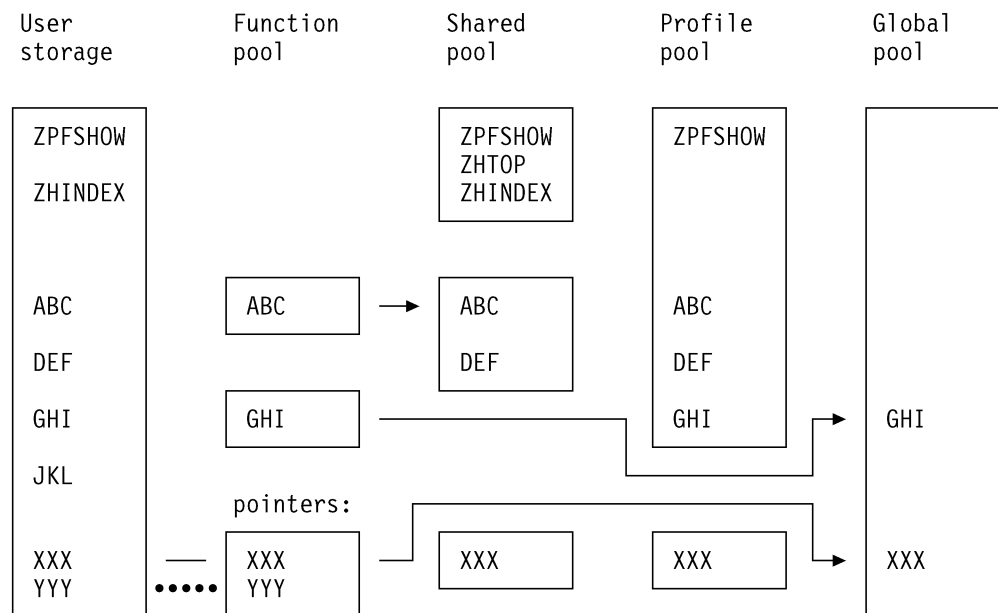 User Function Shared Profile Global
storage pool pool pool pool
ZPFSHOW ZPFSHOW ZPFSHOW
ZHTOP
ZHINDEX ZHINDEX
ABC ABC ABC ABC
DEF DEF DEF
GHI GHI GHI GHI
JKL
pointers:
XXX XXX XXX XXX XXX
YYY YYY